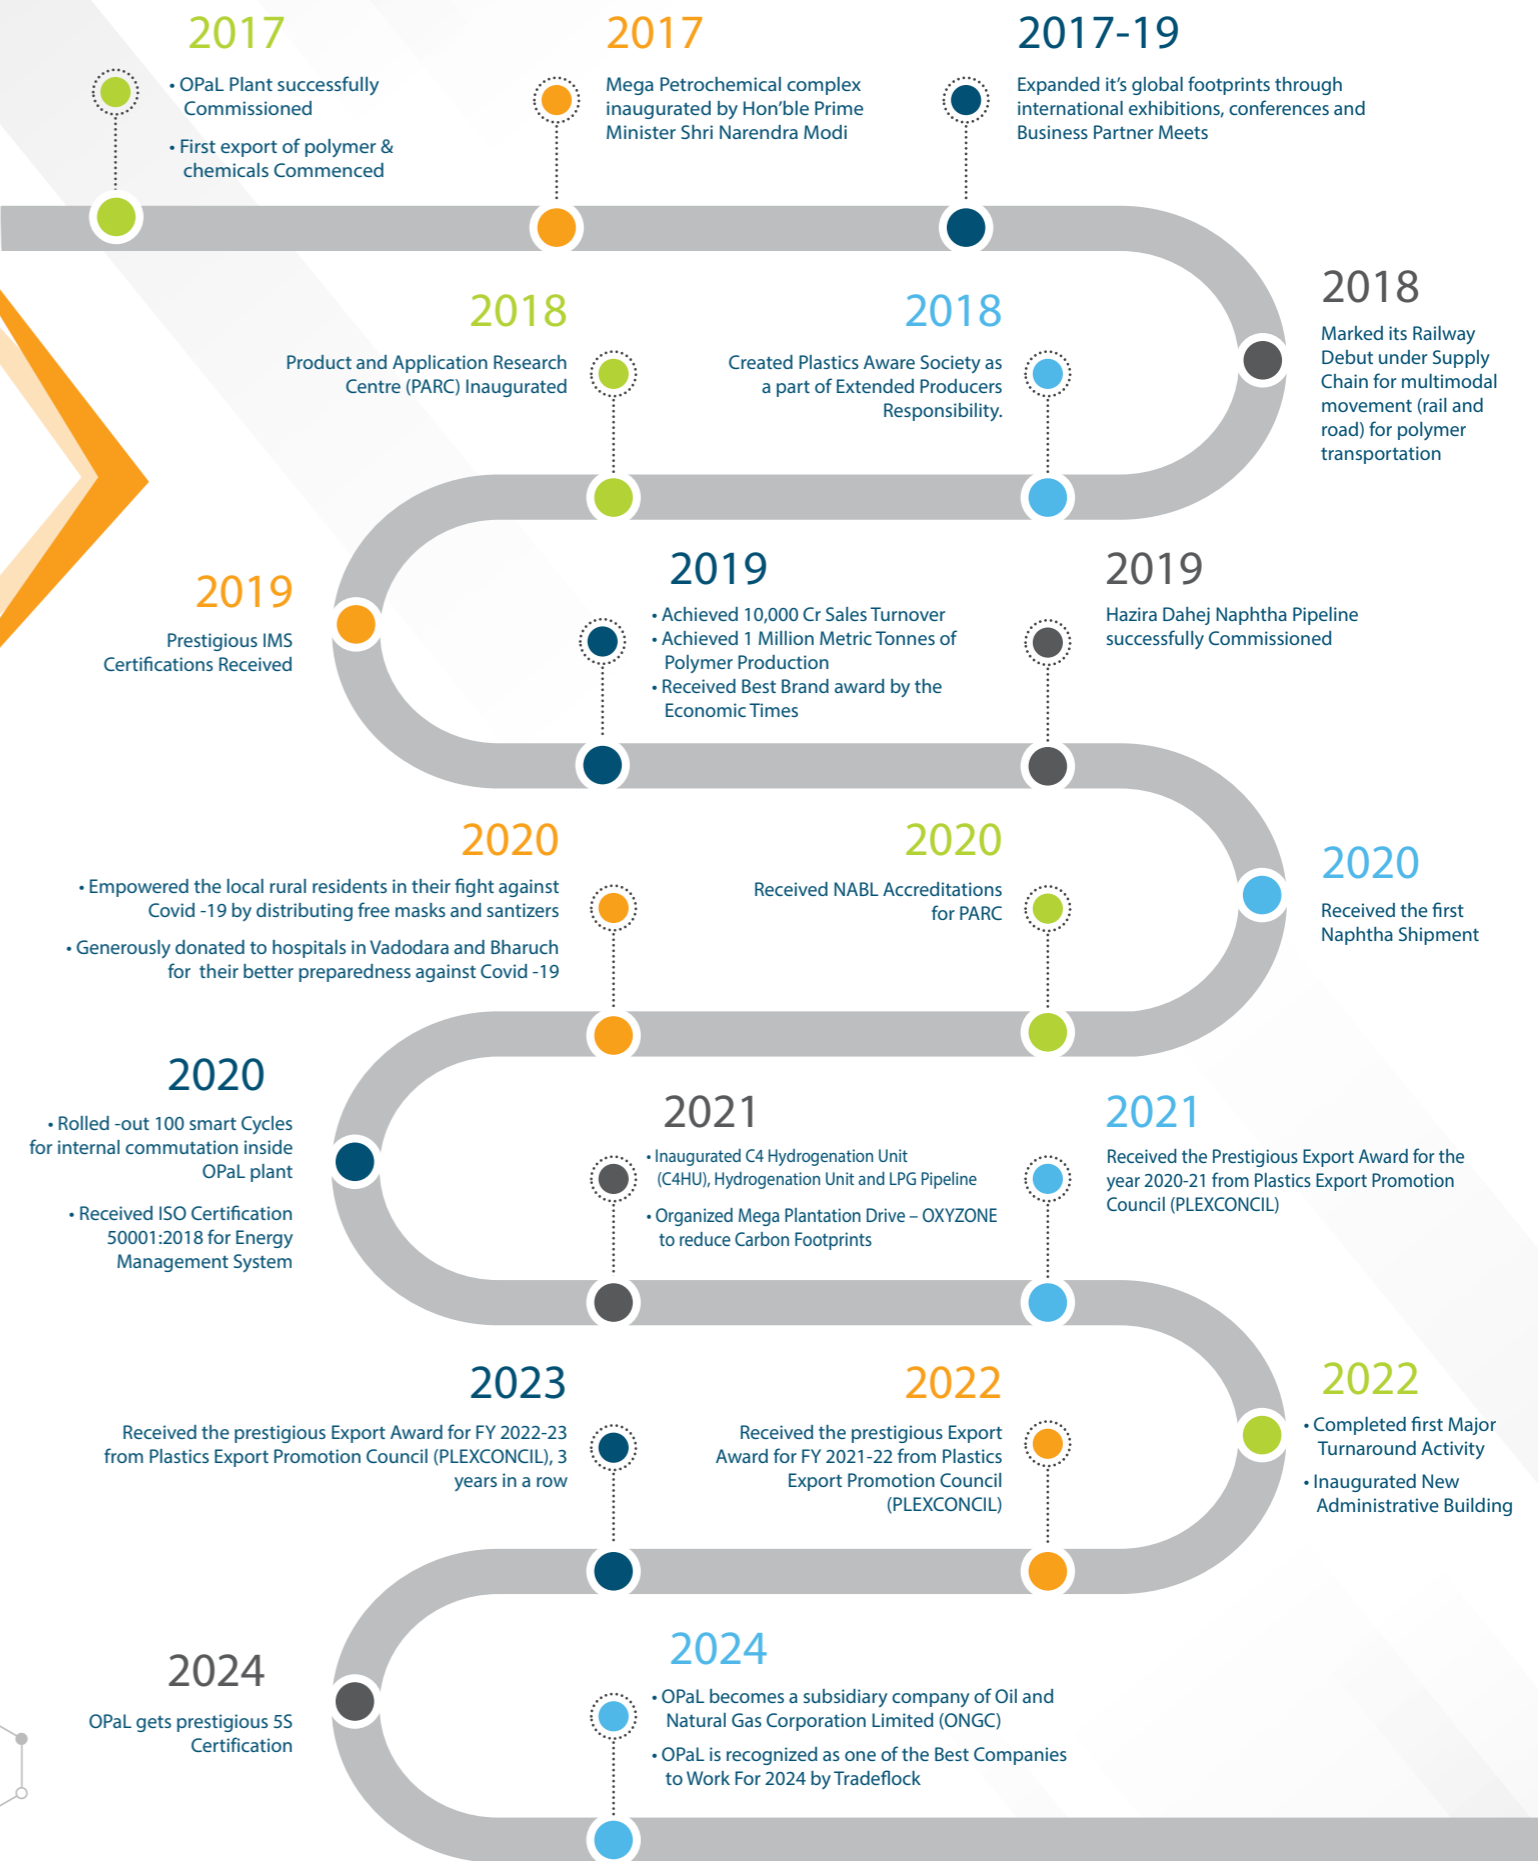 2017
• OPaL Plant successfully
Commissioned
• First export of polymer &
chemicals Commenced
2017
Mega Petrochemical complex
inaugurated by Hon’ble Prime
Minister Shri Narendra Modi
2017-19
Expanded it’s global footprints through
international exhibitions, conferences and
Business Partner Meets
2018
Marked its Railway
Debut under Supply
Chain for multimodal
movement (rail and
road) for polymer
transportation
2018
Created Plastics Aware Society as
a part of Extended Producers
Responsibility.
2018
Product and Application Research
Centre (PARC) Inaugurated
2019
Prestigious IMS
Certifications Received
2019
• Achieved 10,000 Cr Sales Turnover
• Achieved 1 Million Metric Tonnes of
Polymer Production
• Received Best Brand award by the
Economic Times
2019
Hazira Dahej Naphtha Pipeline
successfully Commissioned
2020
Received the first
Naphtha Shipment
2020
Received NABL Accreditations
for PARC
2020
• Empowered the local rural residents in their fight against
Covid -19 by distributing free masks and santizers
• Generously donated to hospitals in Vadodara and Bharuch
for their better preparedness against Covid -19
2020
• Rolled -out 100 smart Cycles
for internal commutation inside
OPaL plant
• Received ISO Certification
50001:2018 for Energy
Management System
2021
• Inaugurated C4 Hydrogenation Unit
(C4HU), Hydrogenation Unit and LPG Pipeline
• Organized Mega Plantation Drive – OXYZONE
to reduce Carbon Footprints
2021
Received the Prestigious Export Award for the
year 2020-21 from Plastics Export Promotion
Council (PLEXCONCIL)
2022
• Completed first Major
Turnaround Activity
• Inaugurated New
Administrative Building
2022
Received the prestigious Export
Award for FY 2021-22 from Plastics
Export Promotion Council
(PLEXCONCIL)
2023
Received the prestigious Export Award for FY 2022-23
from Plastics Export Promotion Council (PLEXCONCIL), 3
years in a row
2024
OPaL gets prestigious 5S
Certification
2024
• OPaL becomes a subsidiary company of Oil and
Natural Gas Corporation Limited (ONGC)
• OPaL is recognized as one of the Best Companies
to Work For 2024 by Tradeflock